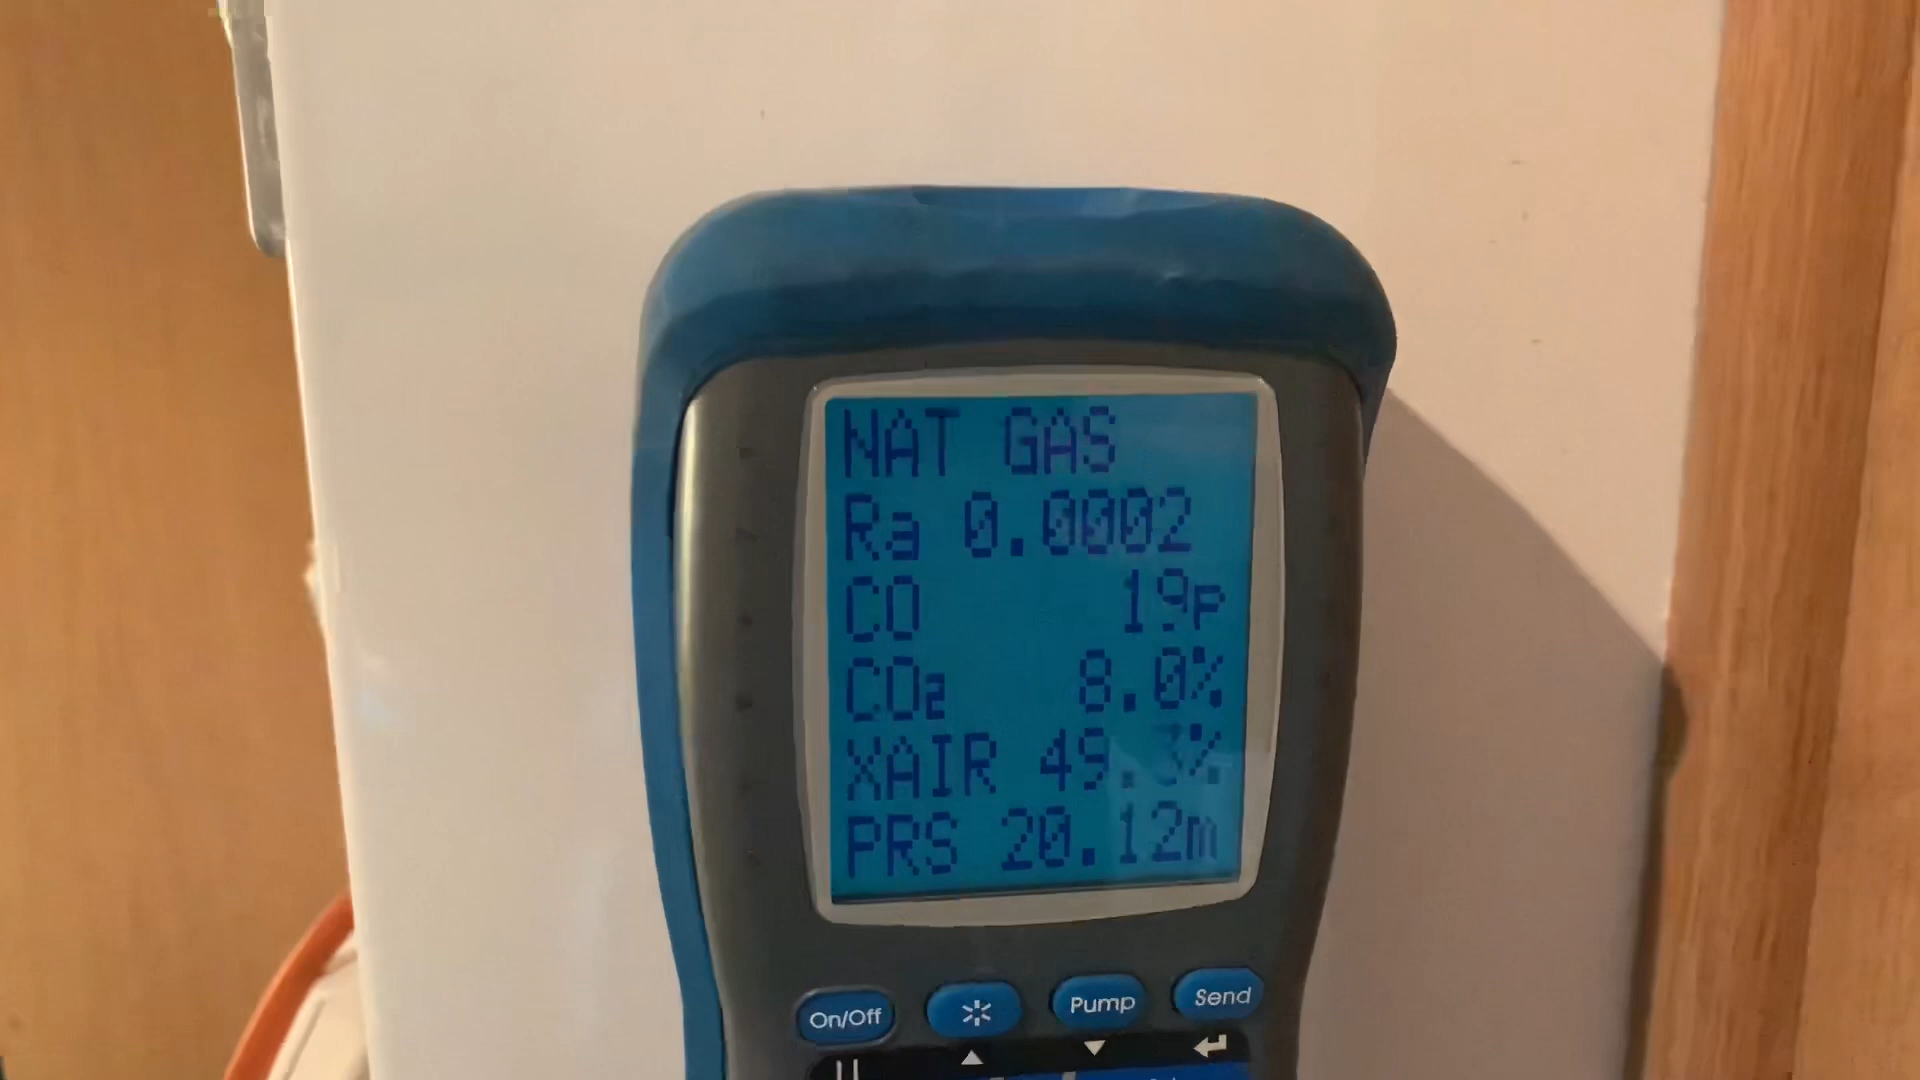 NAT GAS
Ra 0.0002
CO 19p
CO₂ 8.0%
XAIR 49.3%
PRS 20.12m
On/Off
Pump
Send